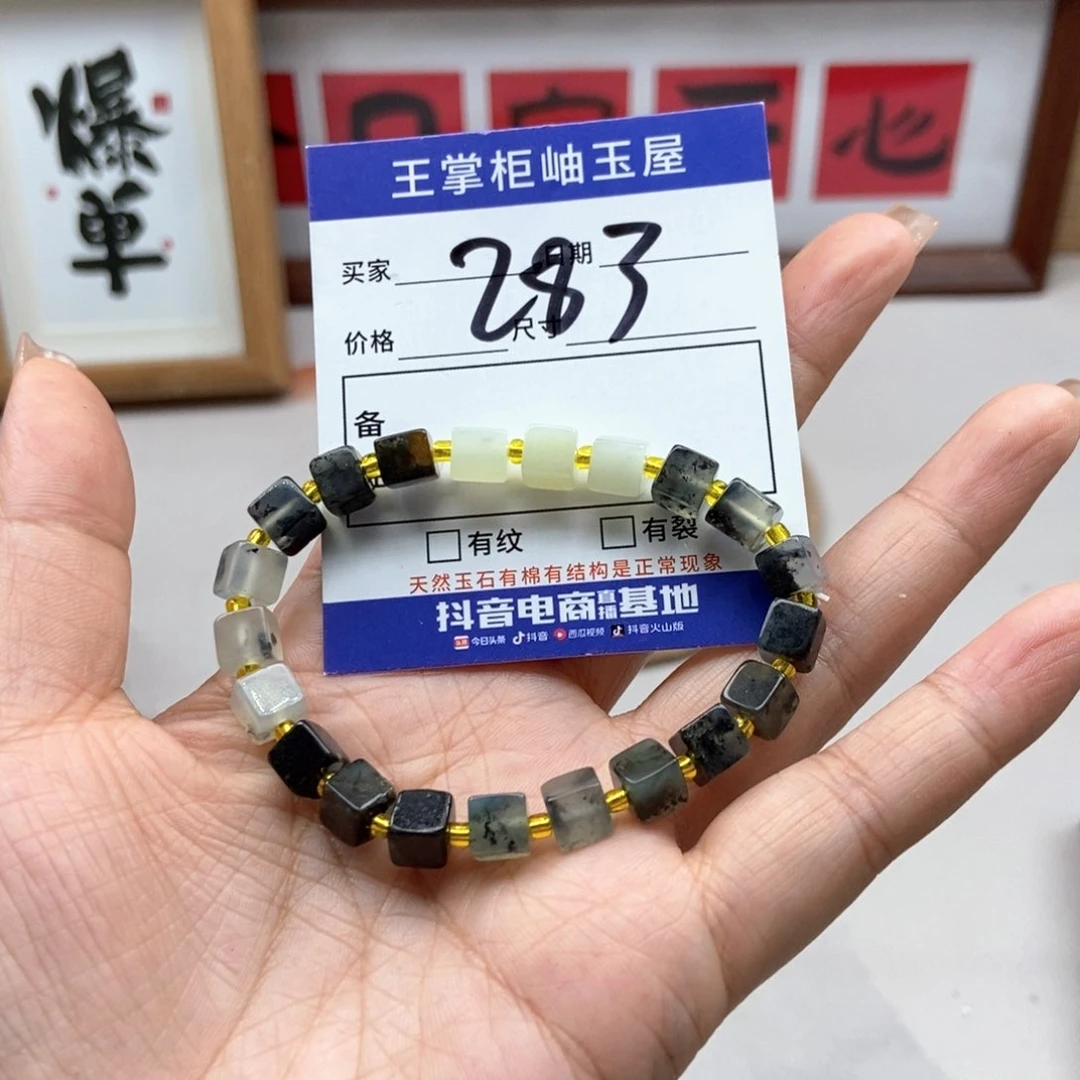 爆
单
心
王掌柜岫玉屋
买家 日期
283
价格 尺寸
备
有纹 有裂
天然玉石有棉有结构是正常现象
抖音电商直播基地
头条 今日头条 抖音 西瓜视频 抖音火山版